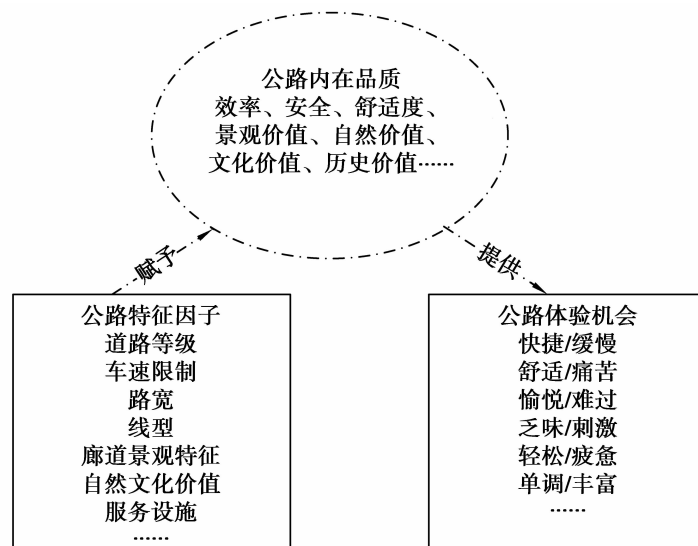 公路内在品质
效率、安全、舒适度、
景观价值、自然价值、
文化价值、历史价值……
赋予
提供
公路特征因子
道路等级
车速限制
路宽
线型
廊道景观特征
自然文化价值
服务设施
……
公路体验机会
快捷/缓慢
舒适/痛苦
愉悦/难过
乏味/刺激
轻松/疲惫
单调/丰富
……